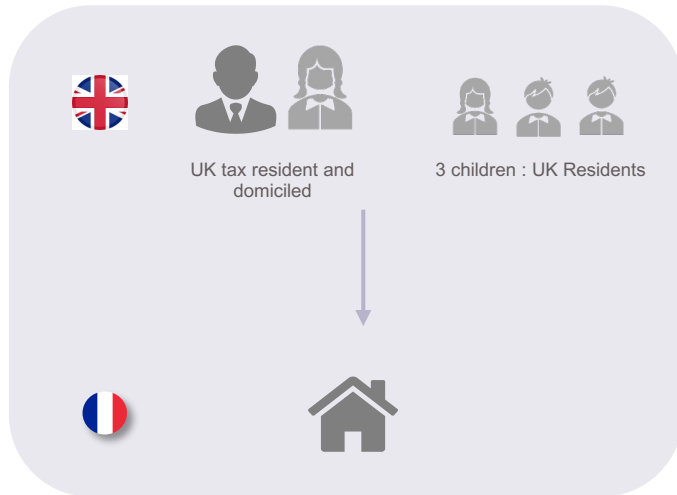 UK tax resident and
domiciled
3 children : UK Residents